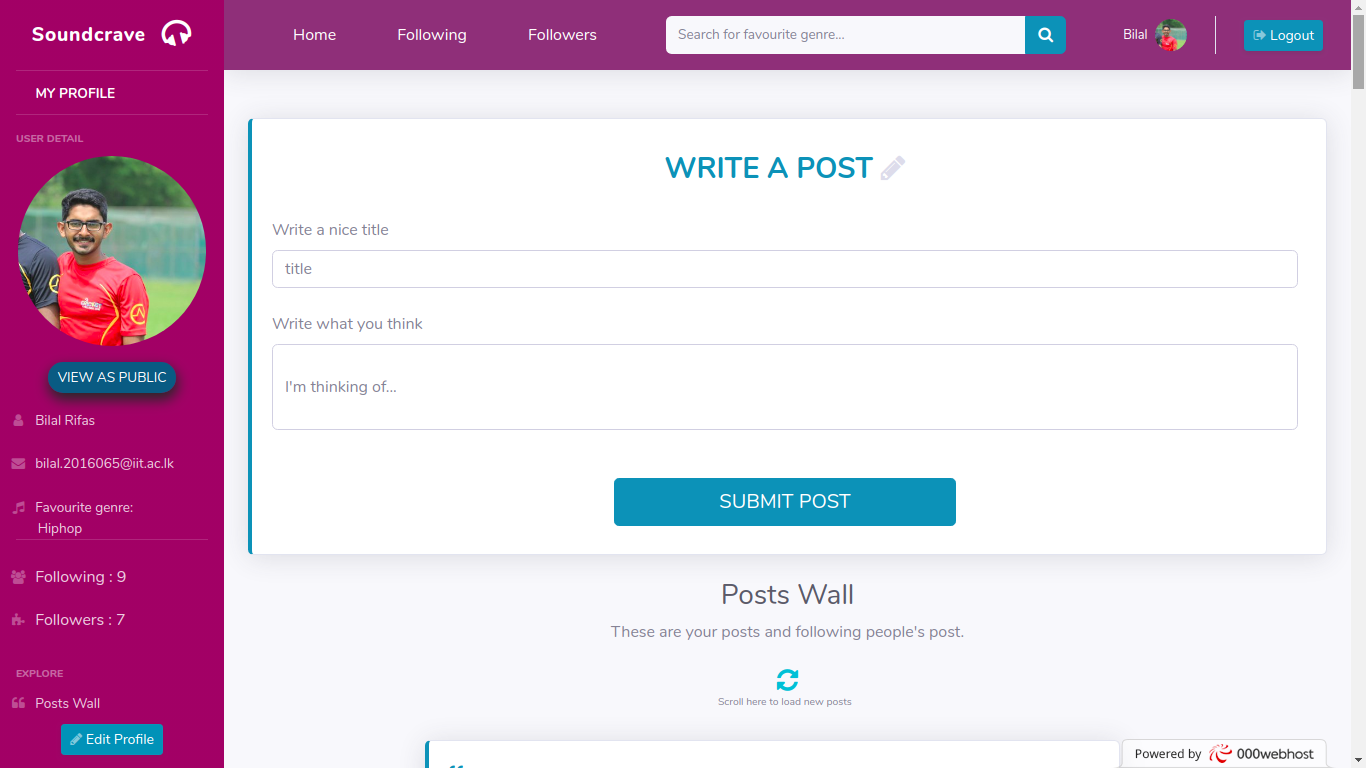 Soundcrave
Home Following Followers Search for favourite genre... Bilal Logout
MY PROFILE
USER DETAIL
VIEW AS PUBLIC
Bilal Rifas
bilal.2016065@iit.ac.lk
Favourite genre:
Hiphop
Following : 9
Followers : 7
EXPLORE
Posts Wall
Edit Profile
WRITE A POST
Write a nice title
title
Write what you think
I'm thinking of...
SUBMIT POST
Posts Wall
These are your posts and following people's post.
Scroll here to load new posts
Powered by 000webhost